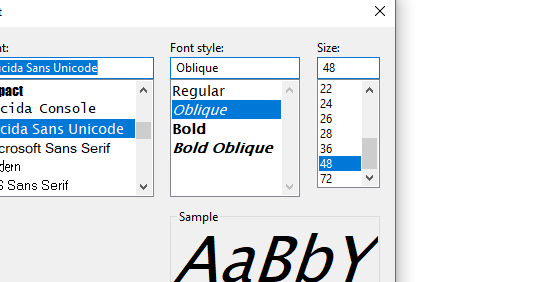 t
nt: Font style: Size:
cida Sans Unicode Oblique 48
pact
cida Console
cida Sans Unicode
crosoft Sans Serif
dern
S Sans Serif
Regular
Oblique
Bold
Bold Oblique
22
24
26
28
36
48
72
Sample
AaBbY